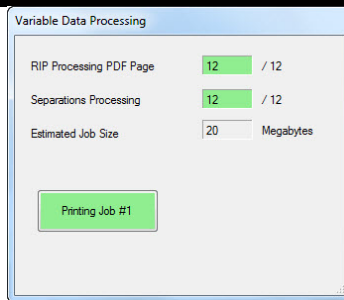 Variable Data Processing
RIP Processing PDF Page 12 / 12
Separations Processing 12 / 12
Estimated Job Size 20 Megabytes
Printing Job #1